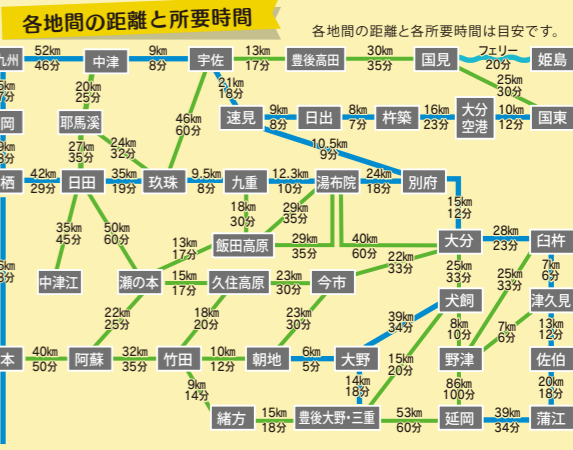 各地間の距離と所要時間
各地間の距離と各所要時間は目安です。
九州
52km
46分
中津
9km
8分
宇佐
13km
17分
豊後高田
30km
35分
国見
フェリー
20分
姫島
20km
25分
21km
18分
25km
30分
耶馬溪
46km
60分
速見
9km
8分
日出
8km
7分
杵築
16km
23分
大分
空港
10km
12分
国東
27km
35分
24km
32分
10.5km
9分
栖
42km
29分
日田
35km
19分
玖珠
9.5km
8分
九重
12.3km
10分
湯布院
24km
18分
別府
15km
12分
18km
30分
29km
35分
35km
45分
50km
60分
13km
17分
飯田高原
29km
35分
40km
60分
大分
28km
23分
臼杵
中津江
瀬の本
15km
17分
久住高原
23km
30分
今市
22km
33分
25km
33分
25km
33分
7km
6分
犬飼
津久見
22km
25分
18km
20分
23km
30分
39km
34分
8km
10分
7km
6分
13km
12分
本
40km
50分
阿蘇
32km
35分
竹田
10km
12分
朝地
6km
5分
大野
15km
20分
野津
佐伯
9km
14分
14km
18分
86km
100分
20km
18分
緒方
15km
18分
豊後大野・三重
53km
60分
延岡
39km
34分
蒲江